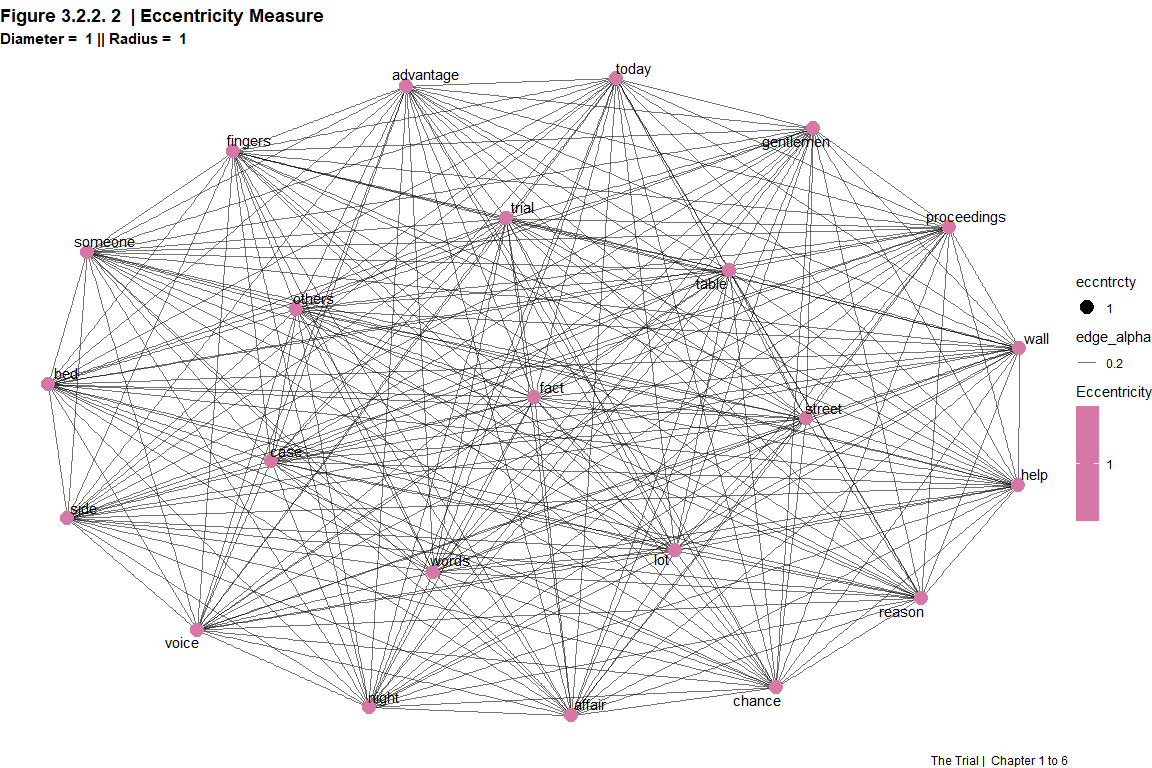 Figure 3.2.2. 2  | Eccentricity Measure
Diameter =  1 || Radius =  1
today
advantage
fingers
gentlemen
trial
proceedings
someone
table
others
eccntrcty
1
wall
edge_alpha
0.2
bed
fact
Eccentricity
street
case
1
help
side
words
lot
reason
voice
night
affair
chance
The Trial |  Chapter 1 to 6